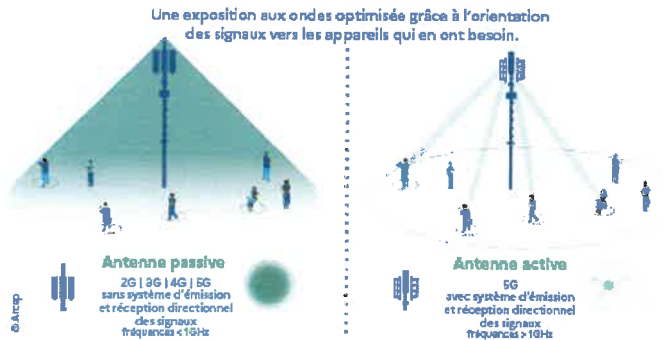 Une exposition aux ondes optimisée grâce à l'orientation
des signaux vers les appareils qui en ont besoin.
Antenne passive
2G | 3G | 4G | 5G
sans système d'émission
et réception directionnel
des signaux
fréquences < 1GHz
Antenne active
5G
avec système d'émission
et réception directionnel
des signaux
fréquences > 1GHz
© Arcep